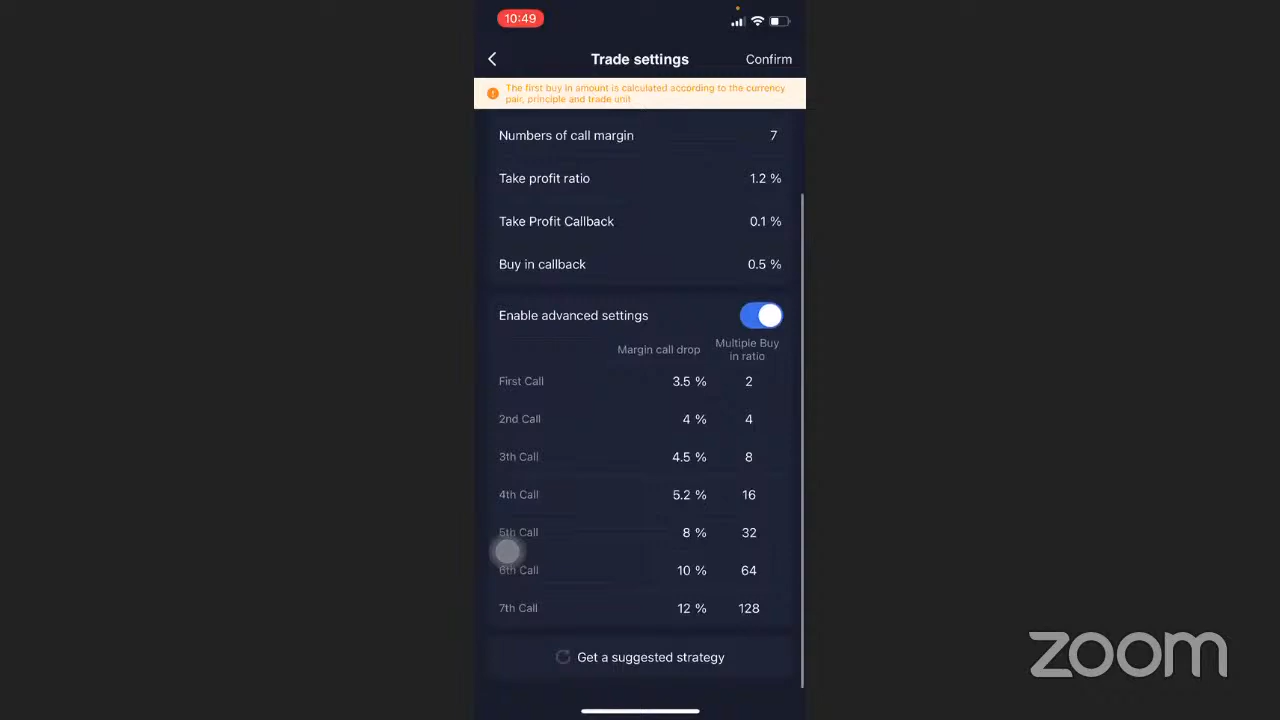 10:49
Trade settings
Confirm
The first buy in amount is calculated according to the currency
pair, principle and trade unit
Numbers of call margin 7
Take profit ratio 1.2 %
Take Profit Callback 0.1 %
Buy in callback 0.5 %
Enable advanced settings
Margin call drop
Multiple Buy
in ratio
First Call 3.5 % 2
2nd Call 4 % 4
3th Call 4.5 % 8
4th Call 5.2 % 16
5th Call 8 % 32
6th Call 10 % 64
7th Call 12 % 128
Get a suggested strategy
zoom